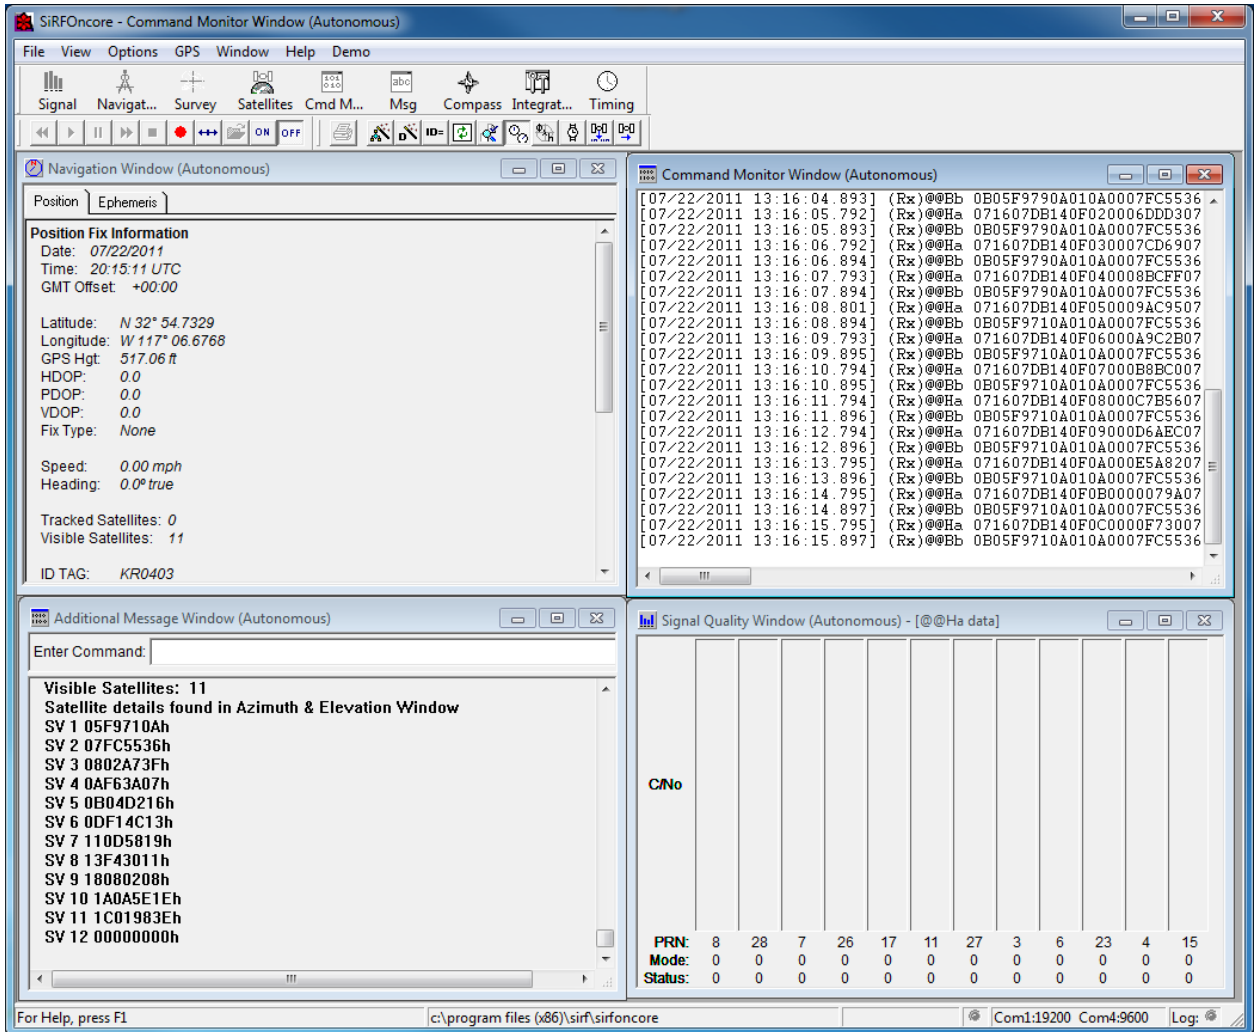 SiRFOncore - Command Monitor Window (Autonomous)
File View Options GPS Window Help Demo
Signal Navigat... Survey Satellites Cmd M... Msg Compass Integrat... Timing
ON OFF ID=
Navigation Window (Autonomous)
Position Ephemeris
Position Fix Information
Date: 07/22/2011
Time: 20:15:11 UTC
GMT Offset: +00:00
Latitude: N 32° 54.7329
Longitude: W 117° 06.6768
GPS Hgt: 517.06 ft
HDOP: 0.0
PDOP: 0.0
VDOP: 0.0
Fix Type: None
Speed: 0.00 mph
Heading: 0.0º true
Tracked Satellites: 0
Visible Satellites: 11
ID TAG: KR0403
Command Monitor Window (Autonomous)
[07/22/2011 13:16:04.893] (Rx)@@Bb 0B05F9790A010A0007FC5536
[07/22/2011 13:16:05.792] (Rx)@@Ha 071607DB140F020006DDD307
[07/22/2011 13:16:05.893] (Rx)@@Bb 0B05F9790A010A0007FC5536
[07/22/2011 13:16:06.792] (Rx)@@Ha 071607DB140F030007CD6907
[07/22/2011 13:16:06.894] (Rx)@@Bb 0B05F9790A010A0007FC5536
[07/22/2011 13:16:07.793] (Rx)@@Ha 071607DB140F040008BCFF07
[07/22/2011 13:16:07.894] (Rx)@@Bb 0B05F9790A010A0007FC5536
[07/22/2011 13:16:08.801] (Rx)@@Ha 071607DB140F050009AC9507
[07/22/2011 13:16:08.894] (Rx)@@Bb 0B05F9710A010A0007FC5536
[07/22/2011 13:16:09.793] (Rx)@@Ha 071607DB140F06000A9C2B07
[07/22/2011 13:16:09.895] (Rx)@@Bb 0B05F9710A010A0007FC5536
[07/22/2011 13:16:10.794] (Rx)@@Ha 071607DB140F07000B8BC007
[07/22/2011 13:16:10.895] (Rx)@@Bb 0B05F9710A010A0007FC5536
[07/22/2011 13:16:11.794] (Rx)@@Ha 071607DB140F08000C7B5607
[07/22/2011 13:16:11.896] (Rx)@@Bb 0B05F9710A010A0007FC5536
[07/22/2011 13:16:12.794] (Rx)@@Ha 071607DB140F09000D6AEC07
[07/22/2011 13:16:12.896] (Rx)@@Bb 0B05F9710A010A0007FC5536
[07/22/2011 13:16:13.795] (Rx)@@Ha 071607DB140F0A000E5A8207
[07/22/2011 13:16:13.896] (Rx)@@Bb 0B05F9710A010A0007FC5536
[07/22/2011 13:16:14.795] (Rx)@@Ha 071607DB140F0B0000079A07
[07/22/2011 13:16:14.897] (Rx)@@Bb 0B05F9710A010A0007FC5536
[07/22/2011 13:16:15.795] (Rx)@@Ha 071607DB140F0C0000F73007
[07/22/2011 13:16:15.897] (Rx)@@Bb 0B05F9710A010A0007FC5536
Additional Message Window (Autonomous)
Enter Command:
Visible Satellites: 11
Satellite details found in Azimuth & Elevation Window
SV 1 05F9710Ah
SV 2 07FC5536h
SV 3 0802A73Fh
SV 4 0AF63A07h
SV 5 0B04D216h
SV 6 0DF14C13h
SV 7 110D5819h
SV 8 13F43011h
SV 9 18080208h
SV 10 1A0A5E1Eh
SV 11 1C01983Eh
SV 12 00000000h
Signal Quality Window (Autonomous) - [@@Ha data]
C/No
PRN: 8 28 7 26 17 11 27 3 6 23 4 15
Mode: 0 0 0 0 0 0 0 0 0 0 0 0
Status: 0 0 0 0 0 0 0 0 0 0 0 0
For Help, press F1
c:\program files (x86)\sirf\sirfoncore
Com1:19200 Com4:9600
Log: